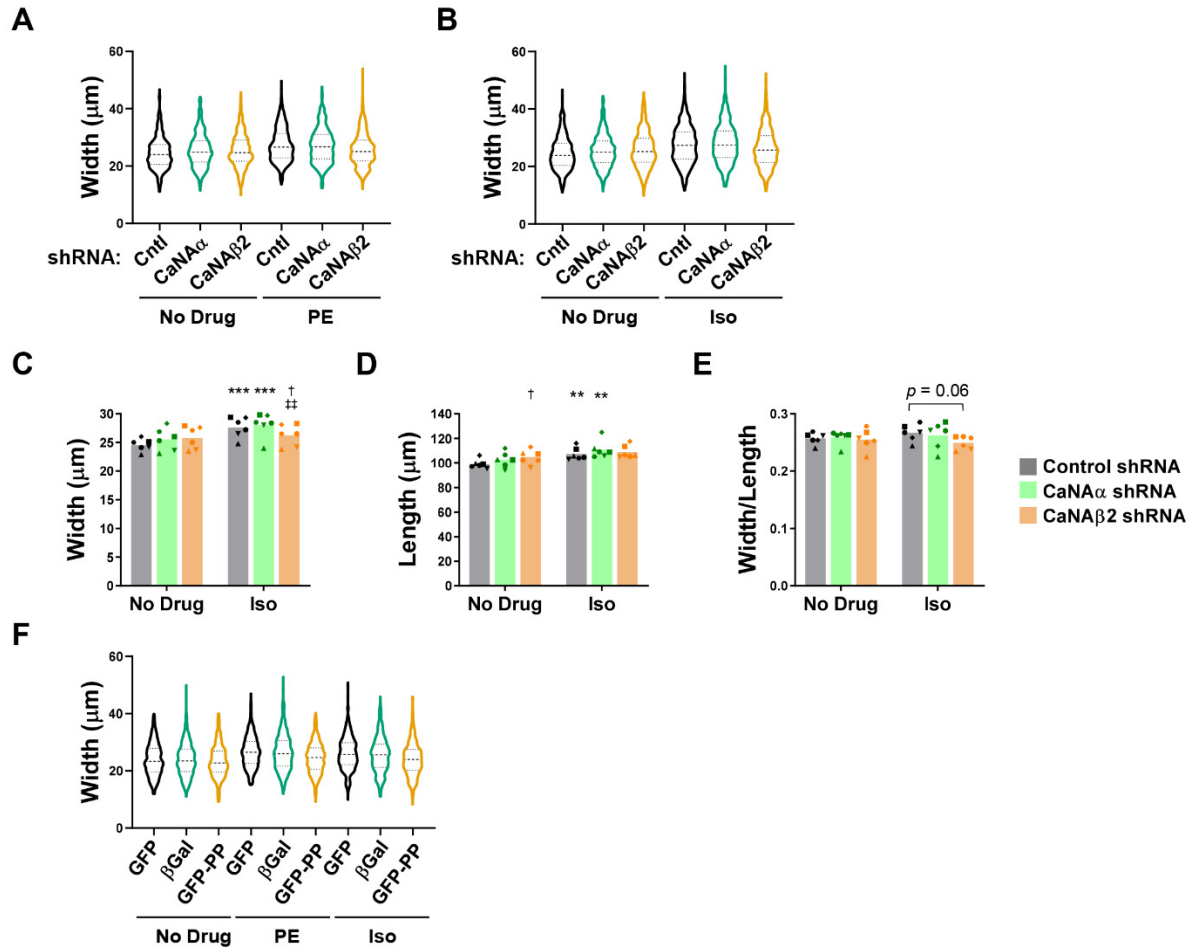 A
60
40
20
0
Width (μm)
shRNA:
Cntl
CaNAα
CaNAβ2
Cntl
CaNAα
CaNAβ2
No Drug
PE
B
60
40
20
0
Width (μm)
shRNA:
Cntl
CaNAα
CaNAβ2
Cntl
CaNAα
CaNAβ2
No Drug
Iso
C
30
25
20
15
10
5
0
Width (μm)
*** *** †
‡‡
No Drug Iso
D
140
120
100
80
60
40
20
0
Length (μm)
† ** **
No Drug Iso
E
0.3
0.2
0.1
0.0
Width/Length
p = 0.06
No Drug Iso
Control shRNA
CaNAα shRNA
CaNAβ2 shRNA
F
60
40
20
0
Width (μm)
GFP
βGal
GFP-PP
GFP
βGal
GFP-PP
GFP
βGal
GFP-PP
No Drug
PE
Iso